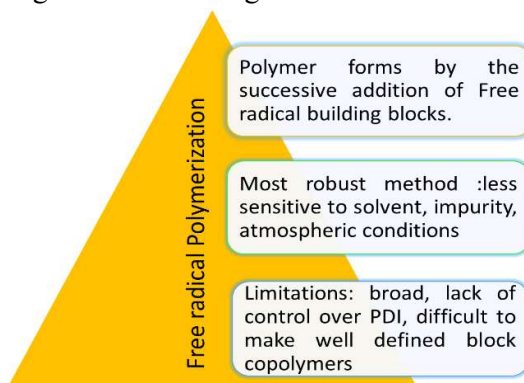 Free radical Polymerization
Polymer forms by the
successive addition of Free
radical building blocks.
Most robust method :less
sensitive to solvent, impurity,
atmospheric conditions
Limitations: broad, lack of
control over PDI, difficult to
make well defined block
copolymers